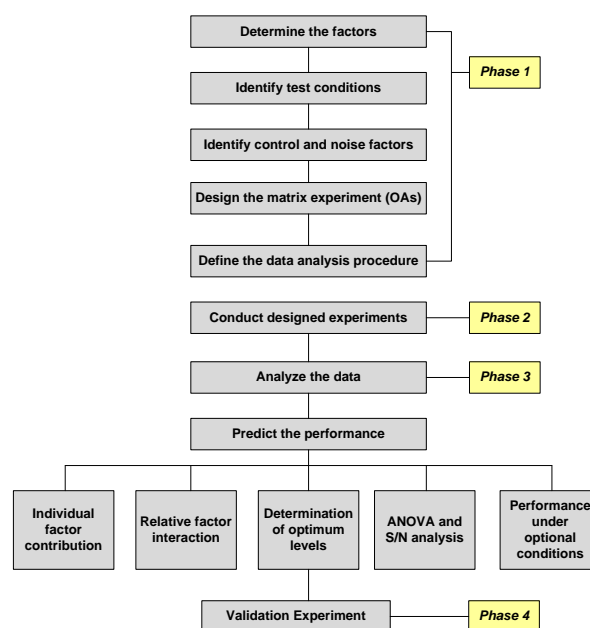 Determine the factors
Phase 1
Identify test conditions
Identify control and noise factors
Design the matrix experiment (OAs)
Define the data analysis procedure
Conduct designed experiments
Phase 2
Analyze the data
Phase 3
Predict the performance
Individual
factor
contribution
Relative factor
interaction
Determination
of optimum
levels
ANOVA and
S/N analysis
Performance
under
optional
conditions
Validation Experiment
Phase 4